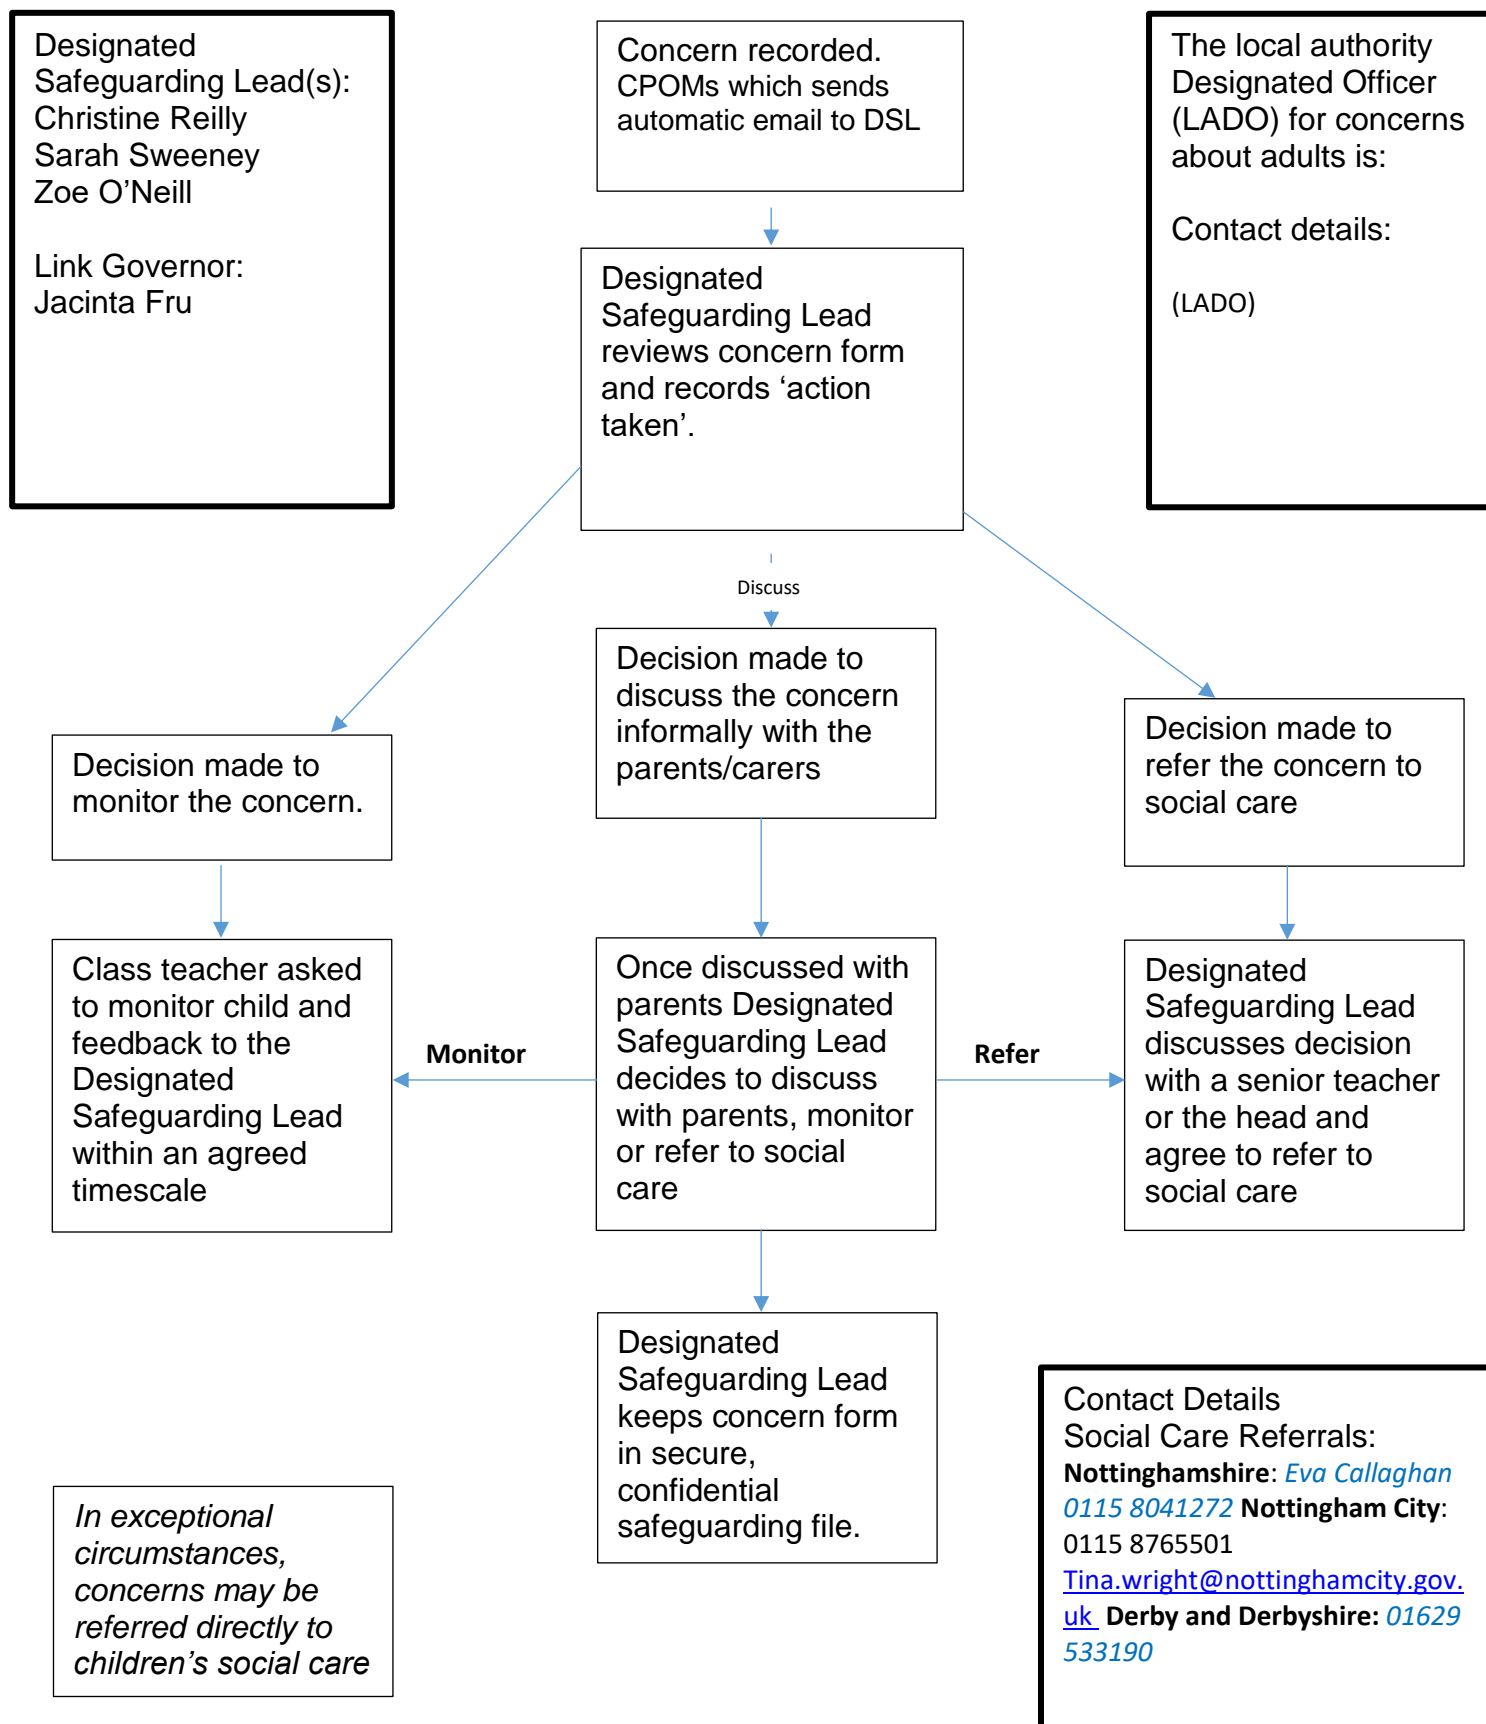 Designated
Safeguarding Lead(s):
Christine Reilly
Sarah Sweeney
Zoe O’Neill
Link Governor:
Jacinta Fru
Concern recorded.
CPOMs which sends
automatic email to DSL
The local authority
Designated Officer
(LADO) for concerns
about adults is:
Contact details:
(LADO)
Designated
Safeguarding Lead
reviews concern form
and records ‘action
taken’.
Discuss
Decision made to
monitor the concern.
Decision made to
discuss the concern
informally with the
parents/carers
Decision made to
refer the concern to
social care
Class teacher asked
to monitor child and
feedback to the
Designated
Safeguarding Lead
within an agreed
timescale
Monitor
Once discussed with
parents Designated
Safeguarding Lead
decides to discuss
with parents, monitor
or refer to social
care
Refer
Designated
Safeguarding Lead
discusses decision
with a senior teacher
or the head and
agree to refer to
social care
Designated
Safeguarding Lead
keeps concern form
in secure,
confidential
safeguarding file.
In exceptional
circumstances,
concerns may be
referred directly to
children’s social care
Contact Details
Social Care Referrals:
Nottinghamshire: Eva Callaghan
0115 8041272 Nottingham City:
0115 8765501
Tina.wright@nottinghamcity.gov.
uk Derby and Derbyshire: 01629
533190